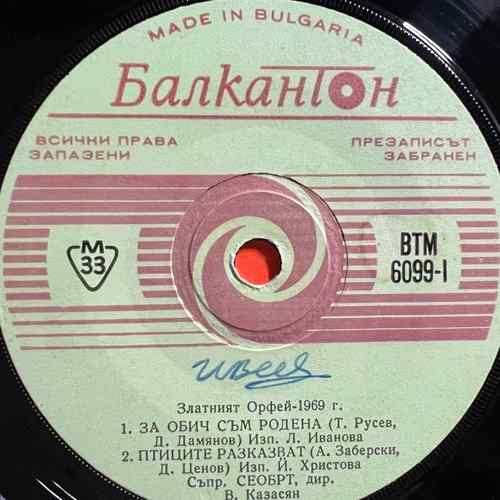 MADE IN BULGARIA
Балкантон
ВСИЧКИ ПРАВА
ЗАПАЗЕНИ
ПРЕЗАПИСЪТ
ЗАБРАНЕН
М
33
ВТМ
6099-I
Златният Орфей-1969 г.
1. ЗА ОБИЧ СЪМ РОДЕНА (Т. Русев,
Д. Дамянов) Изп. Л. Иванова
2. ПТИЦИТЕ РАЗКАЗВАТ (А. Заберски,
Д. Ценов) Изп. Й. Христова
Съпр. СЕОБРТ, дир.
В. Казасян